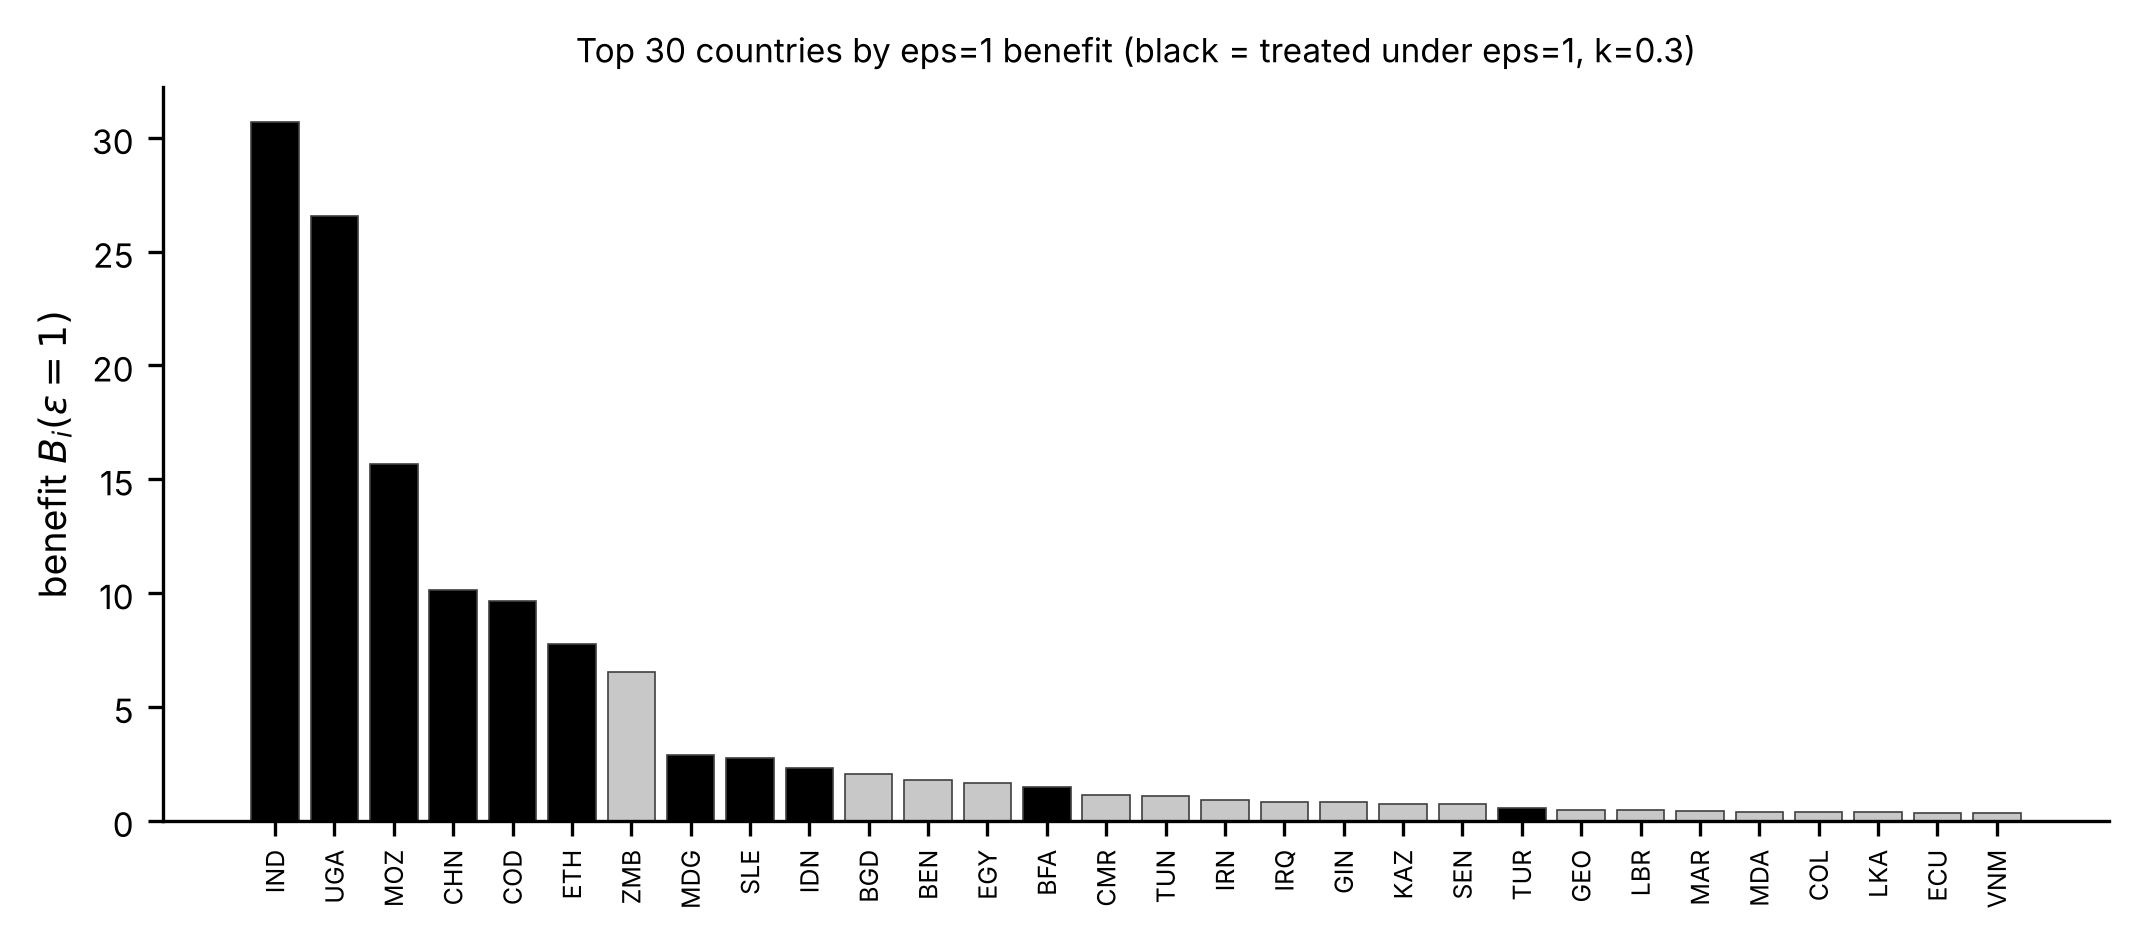 Top 30 countries by eps=1 benefit (black = treated under eps=1, k=0.3)
benefit Bᵢ(ε = 1)
30
25
20
15
10
5
0
IND UGA MOZ CHN COD ETH ZMB MDG SLE IDN BGD BEN EGY BFA CMR TUN IRN IRQ GIN KAZ SEN TUR GEO LBR MAR MDA COL LKA ECU VNM